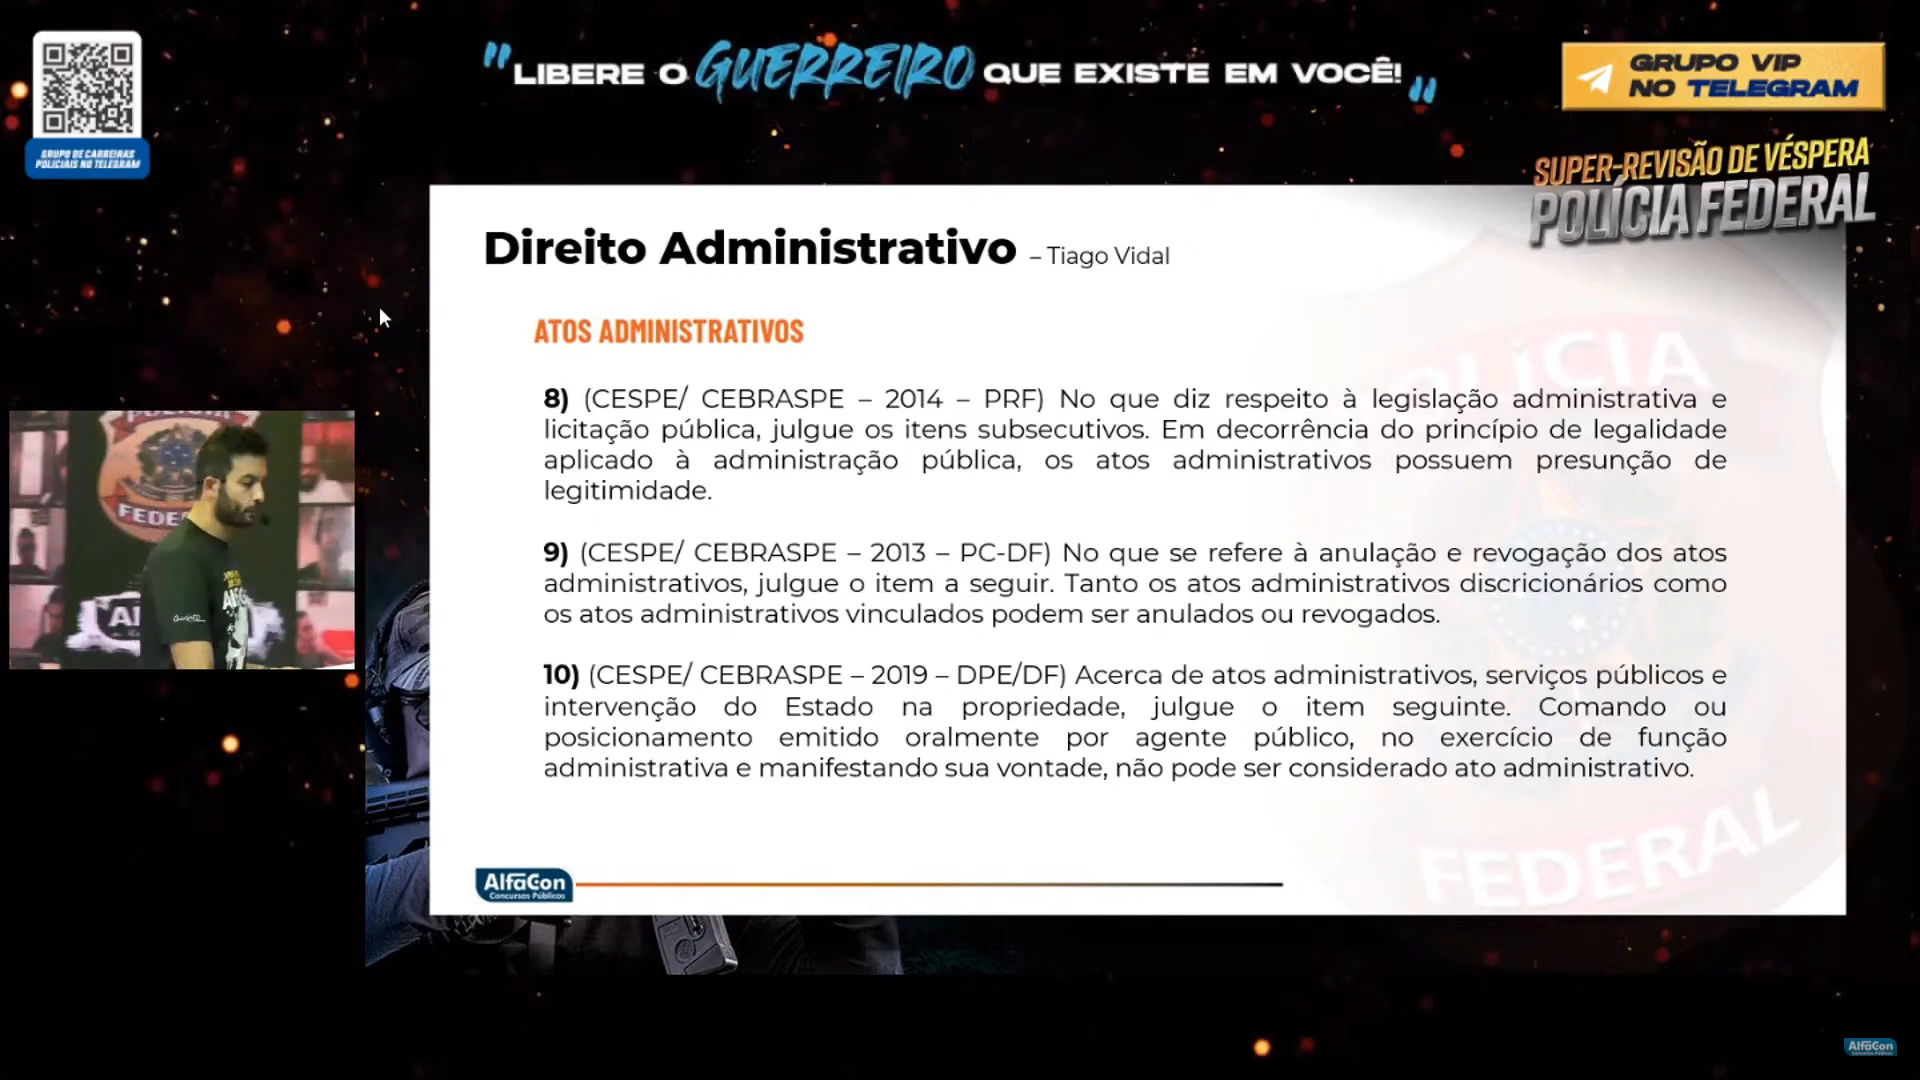 "LIBERE O GUERREIRO QUE EXISTE EM VOCÊ!"
GRUPO VIP
NO TELEGRAM
GRUPO DE CARREIRAS
POLICIAIS NO TELEGRAM
SUPER-REVISÃO DE VÉSPERA
POLÍCIA FEDERAL
Direito Administrativo – Tiago Vidal
ATOS ADMINISTRATIVOS
8) (CESPE/ CEBRASPE – 2014 – PRF) No que diz respeito à legislação administrativa e
licitação pública, julgue os itens subsecutivos. Em decorrência do princípio de legalidade
aplicado à administração pública, os atos administrativos possuem presunção de
legitimidade.
9) (CESPE/ CEBRASPE – 2013 – PC-DF) No que se refere à anulação e revogação dos atos
administrativos, julgue o item a seguir. Tanto os atos administrativos discricionários como
os atos administrativos vinculados podem ser anulados ou revogados.
10) (CESPE/ CEBRASPE – 2019 – DPE/DF) Acerca de atos administrativos, serviços públicos e
intervenção do Estado na propriedade, julgue o item seguinte. Comando ou
posicionamento emitido oralmente por agente público, no exercício de função
administrativa e manifestando sua vontade, não pode ser considerado ato administrativo.
POLÍCIA
FEDERAL
AlfaCon
Concursos Públicos
AlfaCon
Concursos Públicos